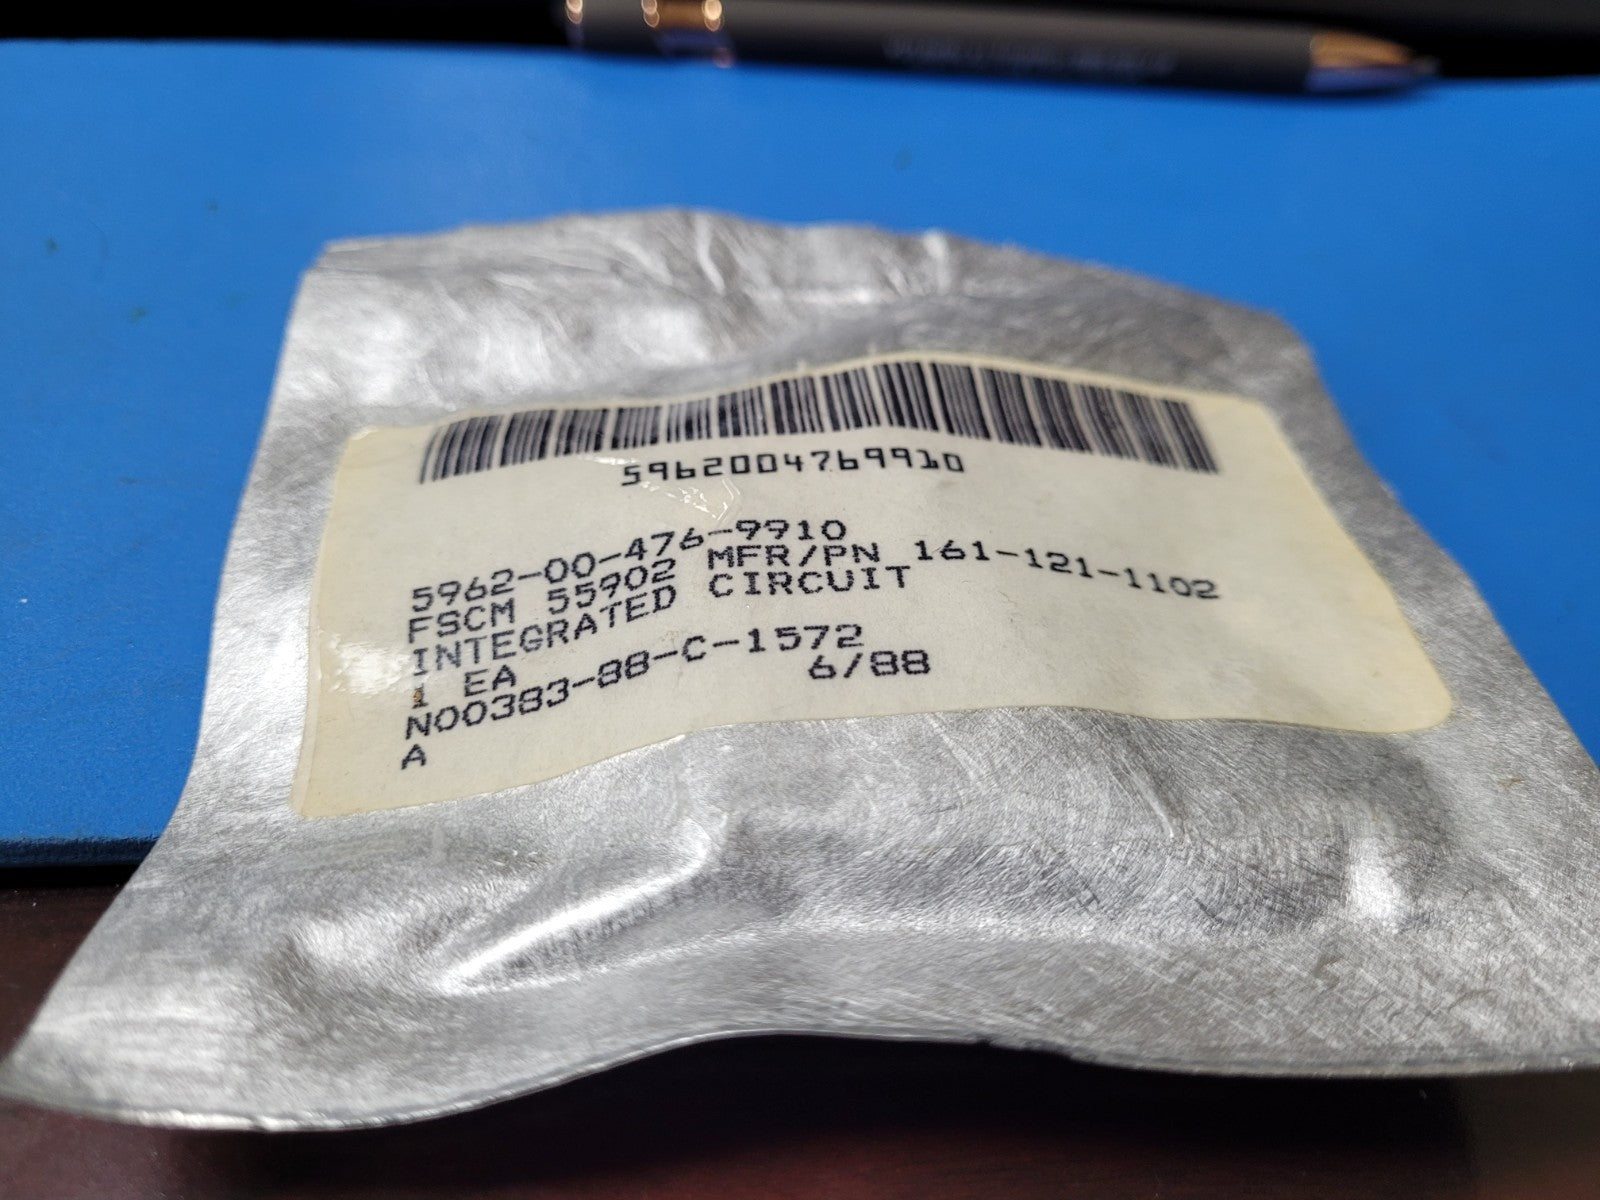 5962004769910
5962-00-476-9910
FSCM 55902 MFR/PN 161-121-1102
INTEGRATED CIRCUIT
1 EA
N00383-88-C-1572
A 6/88